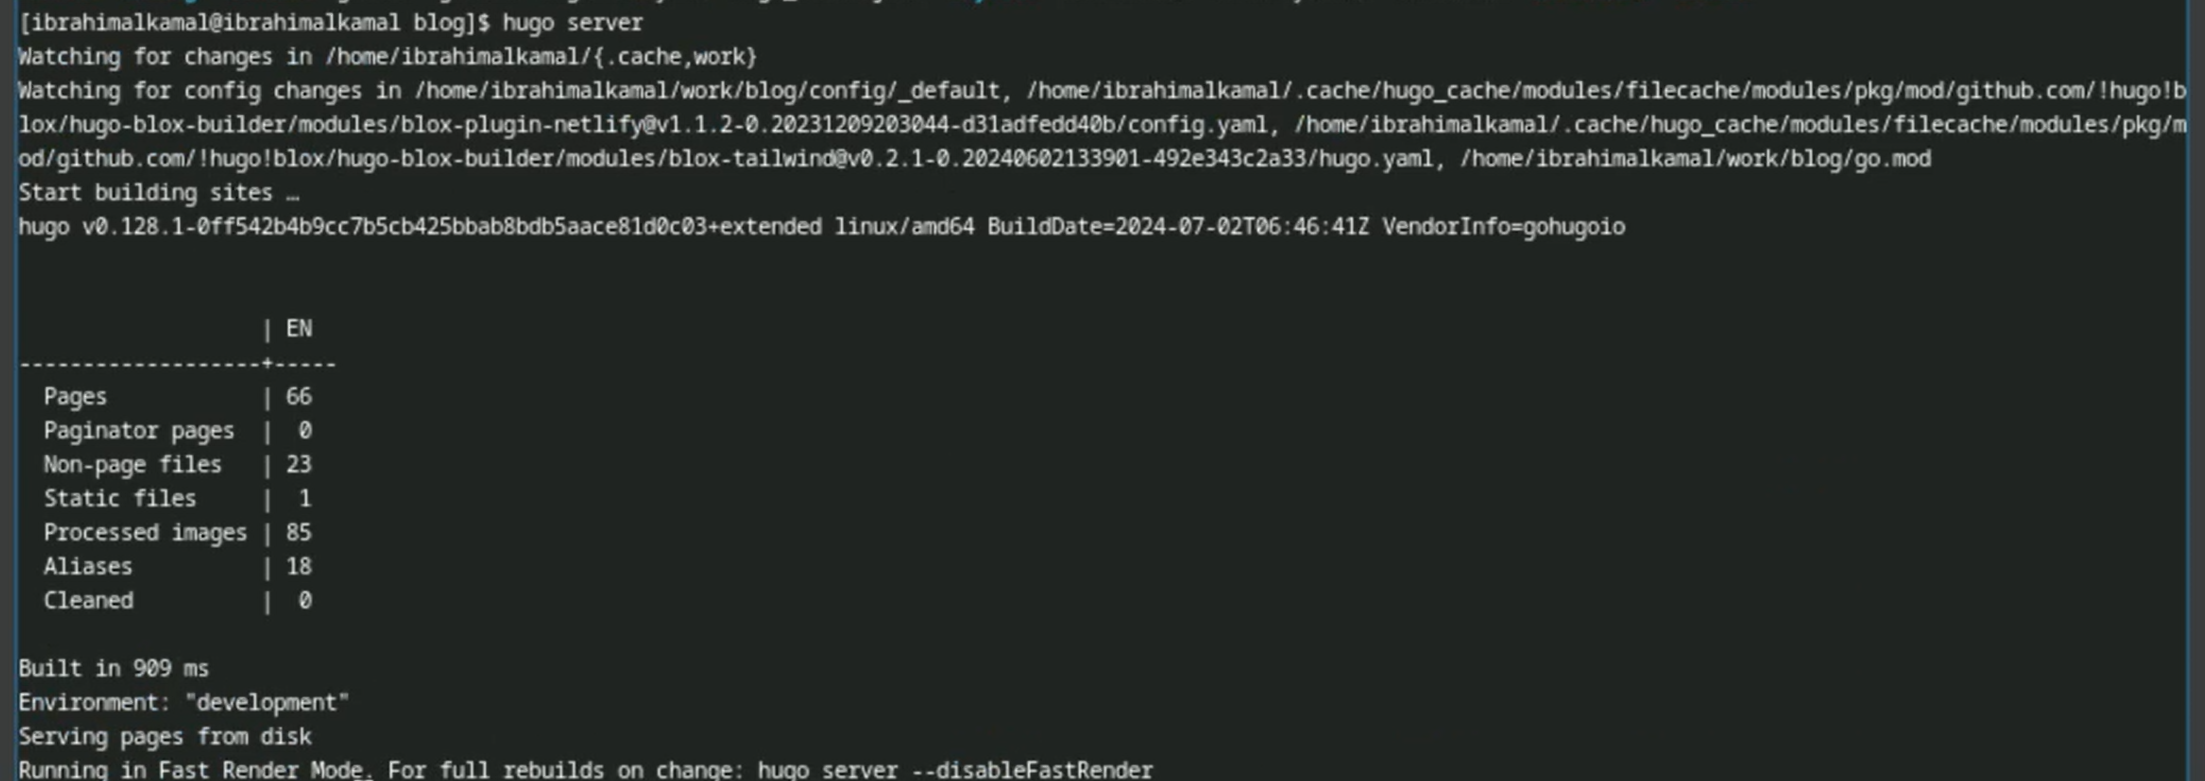 [ibrahimalkamal@ibrahimalkamal blog]$ hugo server
Watching for changes in /home/ibrahimalkamal/{.cache,work}
Watching for config changes in /home/ibrahimalkamal/work/blog/config/_default, /home/ibrahimalkamal/.cache/hugo_cache/modules/filecache/modules/pkg/mod/github.com/!hugo!b
lox/hugo-blox-builder/modules/blox-plugin-netlify@v1.1.2-0.20231209203044-d31adfedd40b/config.yaml, /home/ibrahimalkamal/.cache/hugo_cache/modules/filecache/modules/pkg/m
od/github.com/!hugo!blox/hugo-blox-builder/modules/blox-tailwind@v0.2.1-0.20240602133901-492e343c2a33/hugo.yaml, /home/ibrahimalkamal/work/blog/go.mod
Start building sites …
hugo v0.128.1-0ff542b4b9cc7b5cb425bbab8bdb5aace81d0c03+extended linux/amd64 BuildDate=2024-07-02T06:46:41Z VendorInfo=gohugoio
                   | EN
-------------------+-----
  Pages            | 66
  Paginator pages  |  0
  Non-page files   | 23
  Static files     |  1
  Processed images | 85
  Aliases          | 18
  Cleaned          |  0
Built in 909 ms
Environment: "development"
Serving pages from disk
Running in Fast Render Mode. For full rebuilds on change: hugo server --disableFastRender